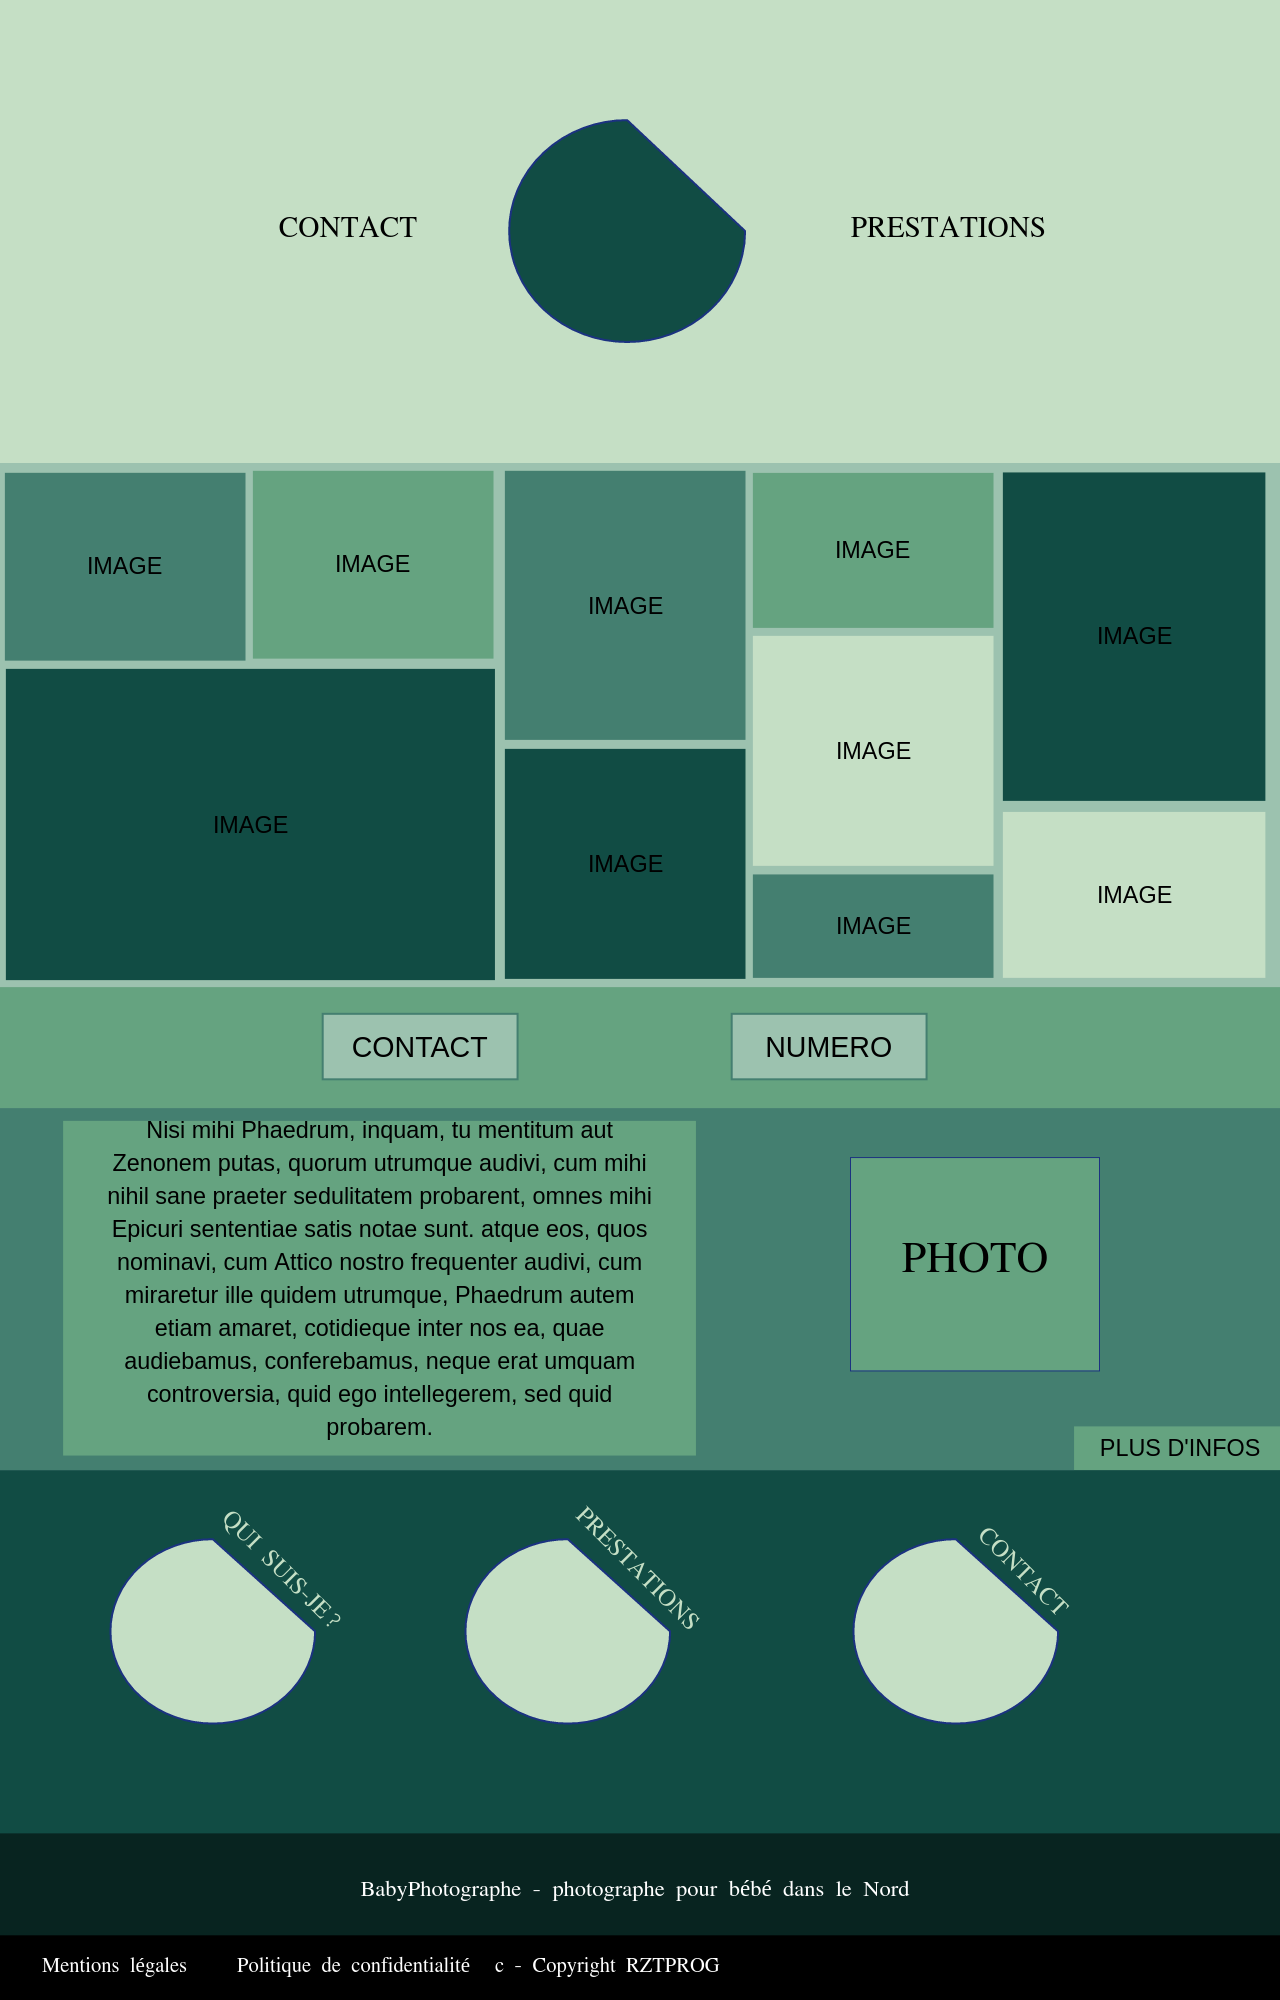 CONTACT
PRESTATIONS
IMAGE
IMAGE
IMAGE
IMAGE
IMAGE
IMAGE
IMAGE
IMAGE
IMAGE
IMAGE
CONTACT
NUMERO
Nisi mihi Phaedrum, inquam, tu mentitum aut
Zenonem putas, quorum utrumque audivi, cum mihi
nihil sane praeter sedulitatem probarent, omnes mihi
Epicuri sententiae satis notae sunt. atque eos, quos
nominavi, cum Attico nostro frequenter audivi, cum
miraretur ille quidem utrumque, Phaedrum autem
etiam amaret, cotidieque inter nos ea, quae
audiebamus, conferebamus, neque erat umquam
controversia, quid ego intellegerem, sed quid
probarem.
PHOTO
PLUS D'INFOS
QUI SUIS-JE?
PRESTATIONS
CONTACT
BabyPhotographe - photographe pour bébé dans le Nord
Mentions légales Politique de confidentialité c - Copyright RZTPROG